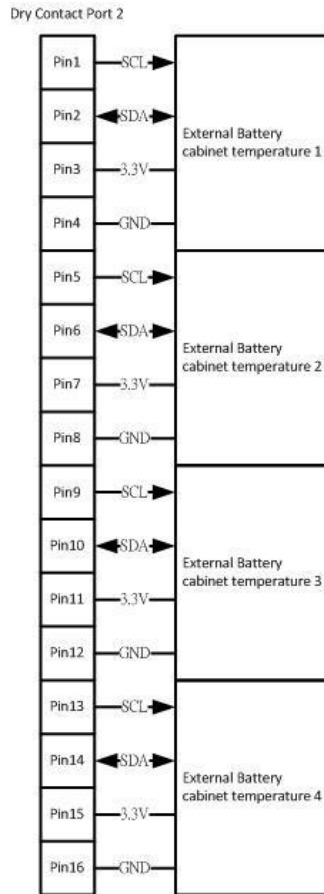 Dry Contact Port 2
Pin1 SCL
Pin2 SDA
External Battery
cabinet temperature 1
Pin3 3.3V
Pin4 GND
Pin5 SCL
Pin6 SDA
External Battery
cabinet temperature 2
Pin7 3.3V
Pin8 GND
Pin9 SCL
Pin10 SDA
External Battery
cabinet temperature 3
Pin11 3.3V
Pin12 GND
Pin13 SCL
Pin14 SDA
External Battery
cabinet temperature 4
Pin15 3.3V
Pin16 GND